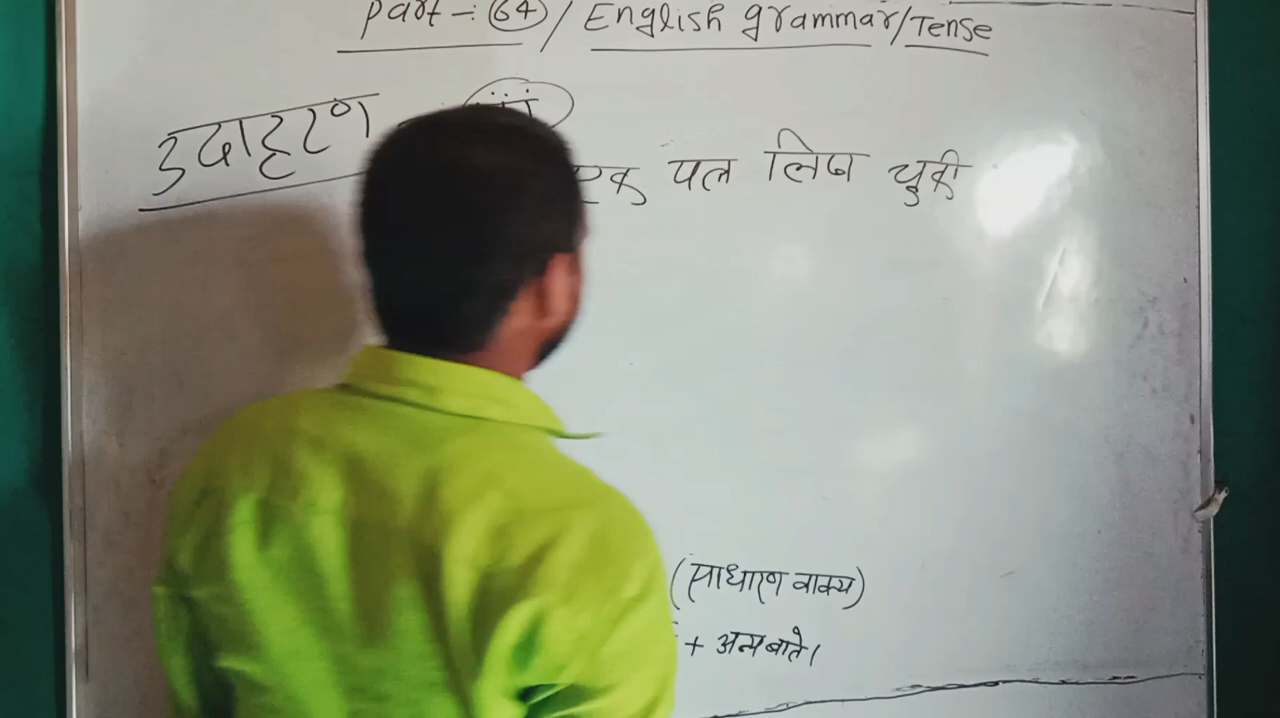 Part -: 64 / English grammar/Tense
उदाहरण
एक पत्र लिख चुकी
(साधारण वाक्य)
+ अन्य बाते।